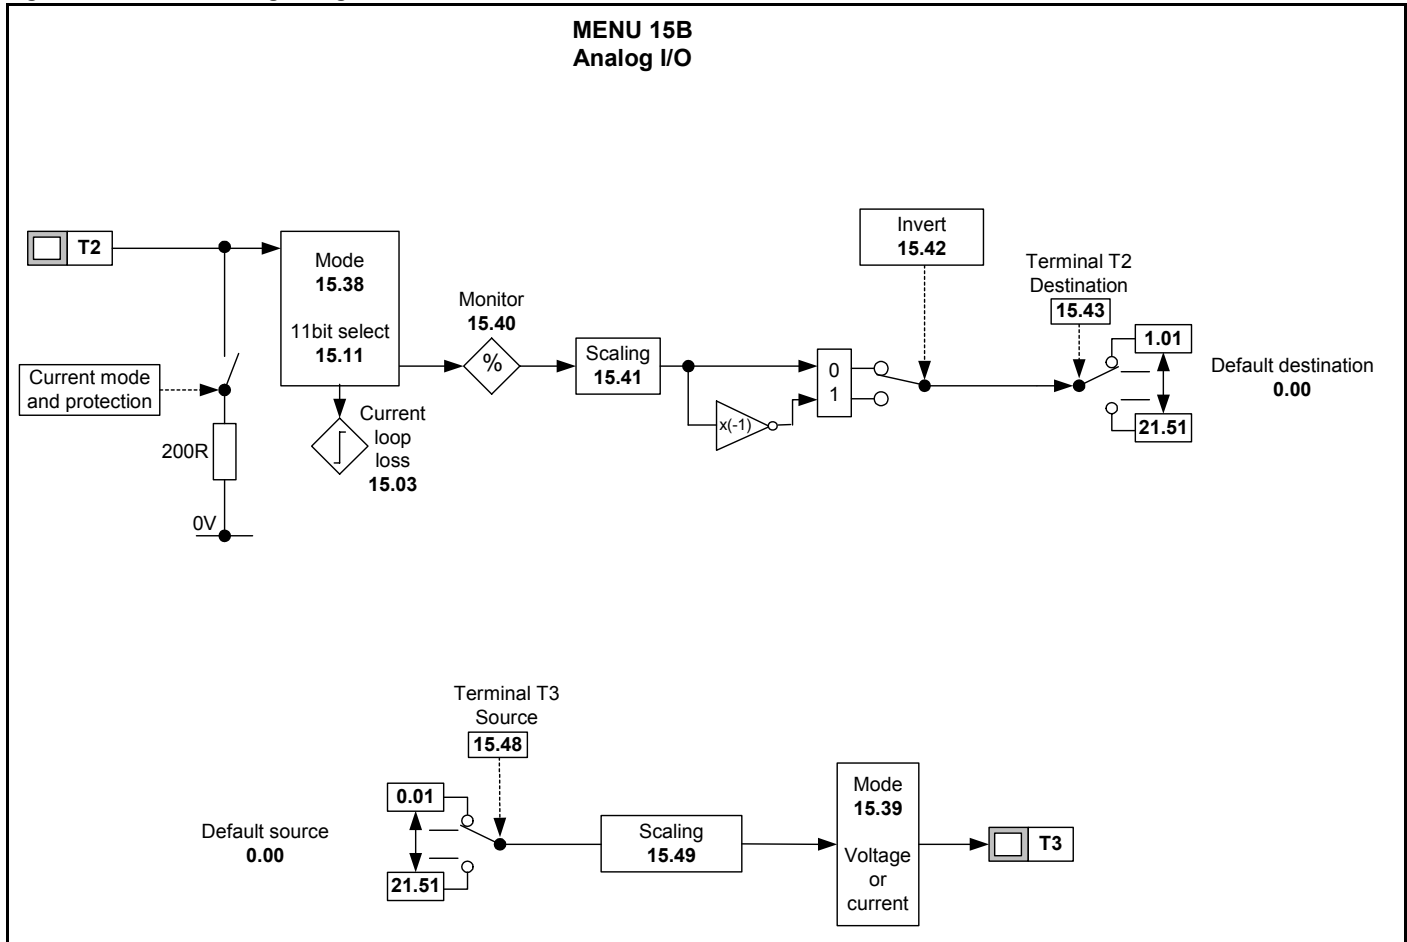 MENU 15B
Analog I/O
T2
Mode
15.38
11bit select
15.11
Current mode
and protection
200R
0V
Current
loop
loss
15.03
Monitor
15.40
%
Scaling
15.41
x(-1)
0
1
Invert
15.42
Terminal T2
Destination
15.43
1.01
21.51
Default destination
0.00
Terminal T3
Source
15.48
0.01
21.51
Default source
0.00
Scaling
15.49
Mode
15.39
Voltage
or
current
T3